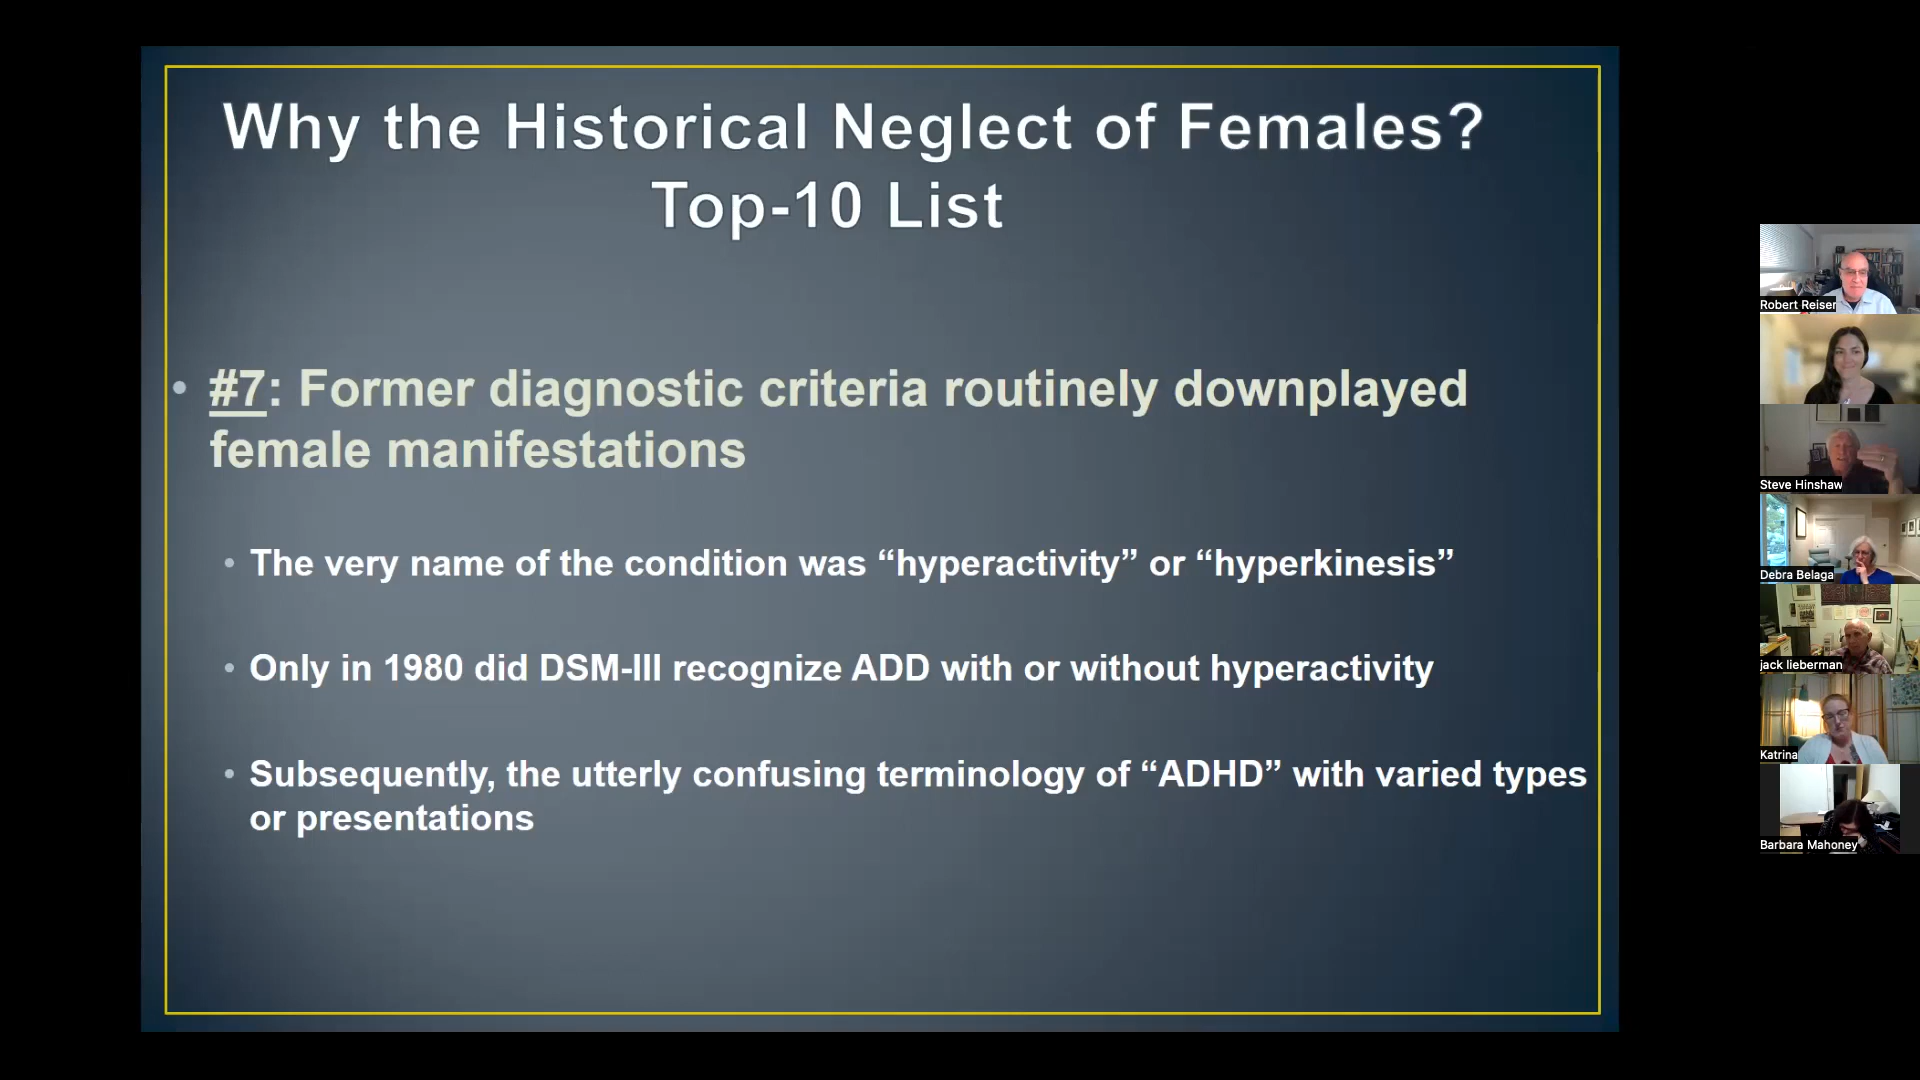 Why the Historical Neglect of Females?
Top-10 List
• #7: Former diagnostic criteria routinely downplayed
female manifestations
• The very name of the condition was “hyperactivity” or “hyperkinesis”
• Only in 1980 did DSM-III recognize ADD with or without hyperactivity
• Subsequently, the utterly confusing terminology of “ADHD” with varied types
or presentations
Robert Reiser
Steve Hinshaw
Debra Belaga
jack lieberman
Katrina
Barbara Mahoney